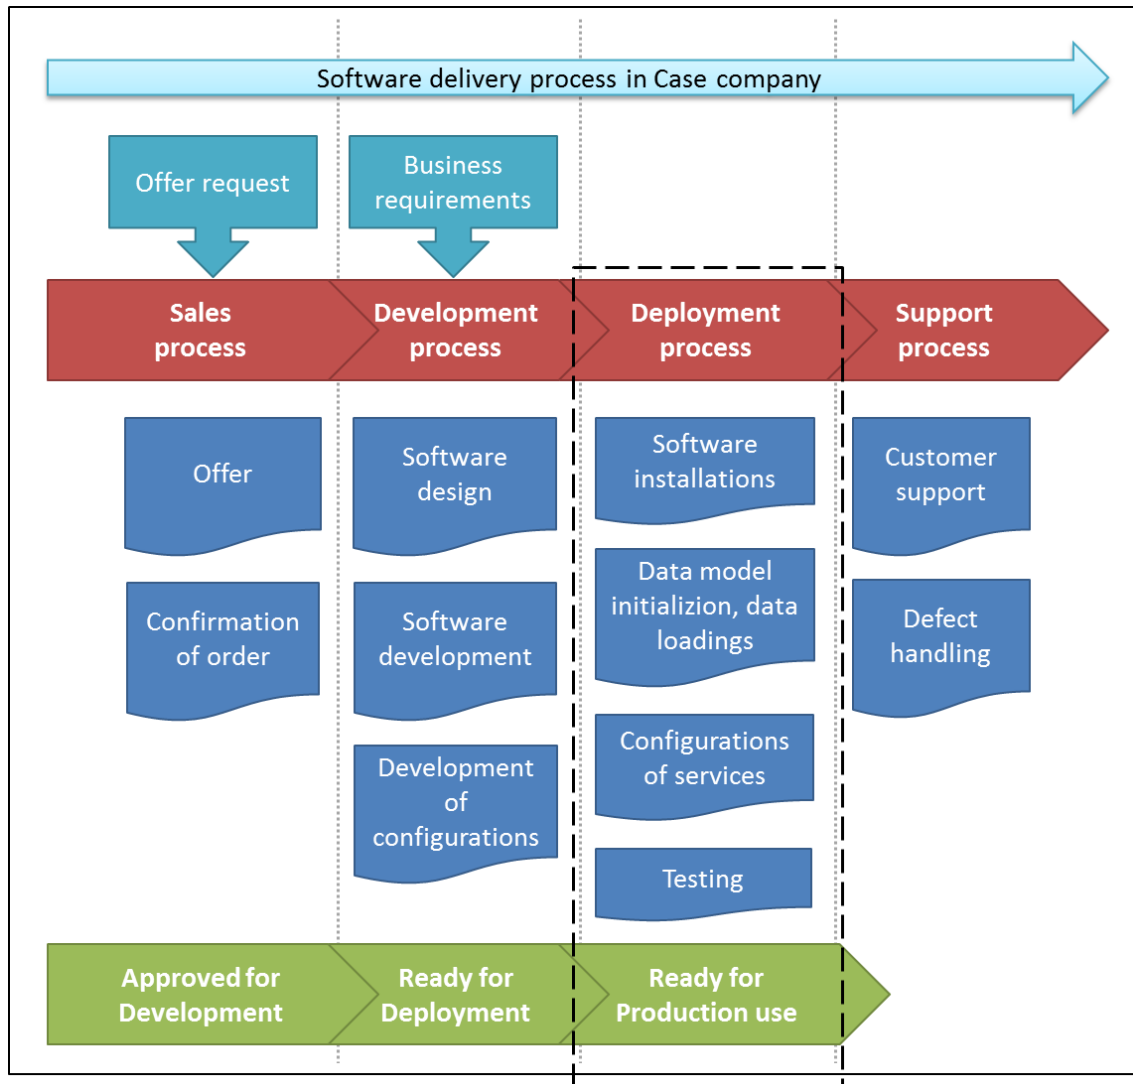 Software delivery process in Case company
Offer request
Business
requirements
Sales
process
Development
process
Deployment
process
Support
process
Offer
Confirmation
of order
Software
design
Software
development
Development
of
configurations
Software
installations
Data model
initializion, data
loadings
Configurations
of services
Testing
Customer
support
Defect
handling
Approved for
Development
Ready for
Deployment
Ready for
Production use